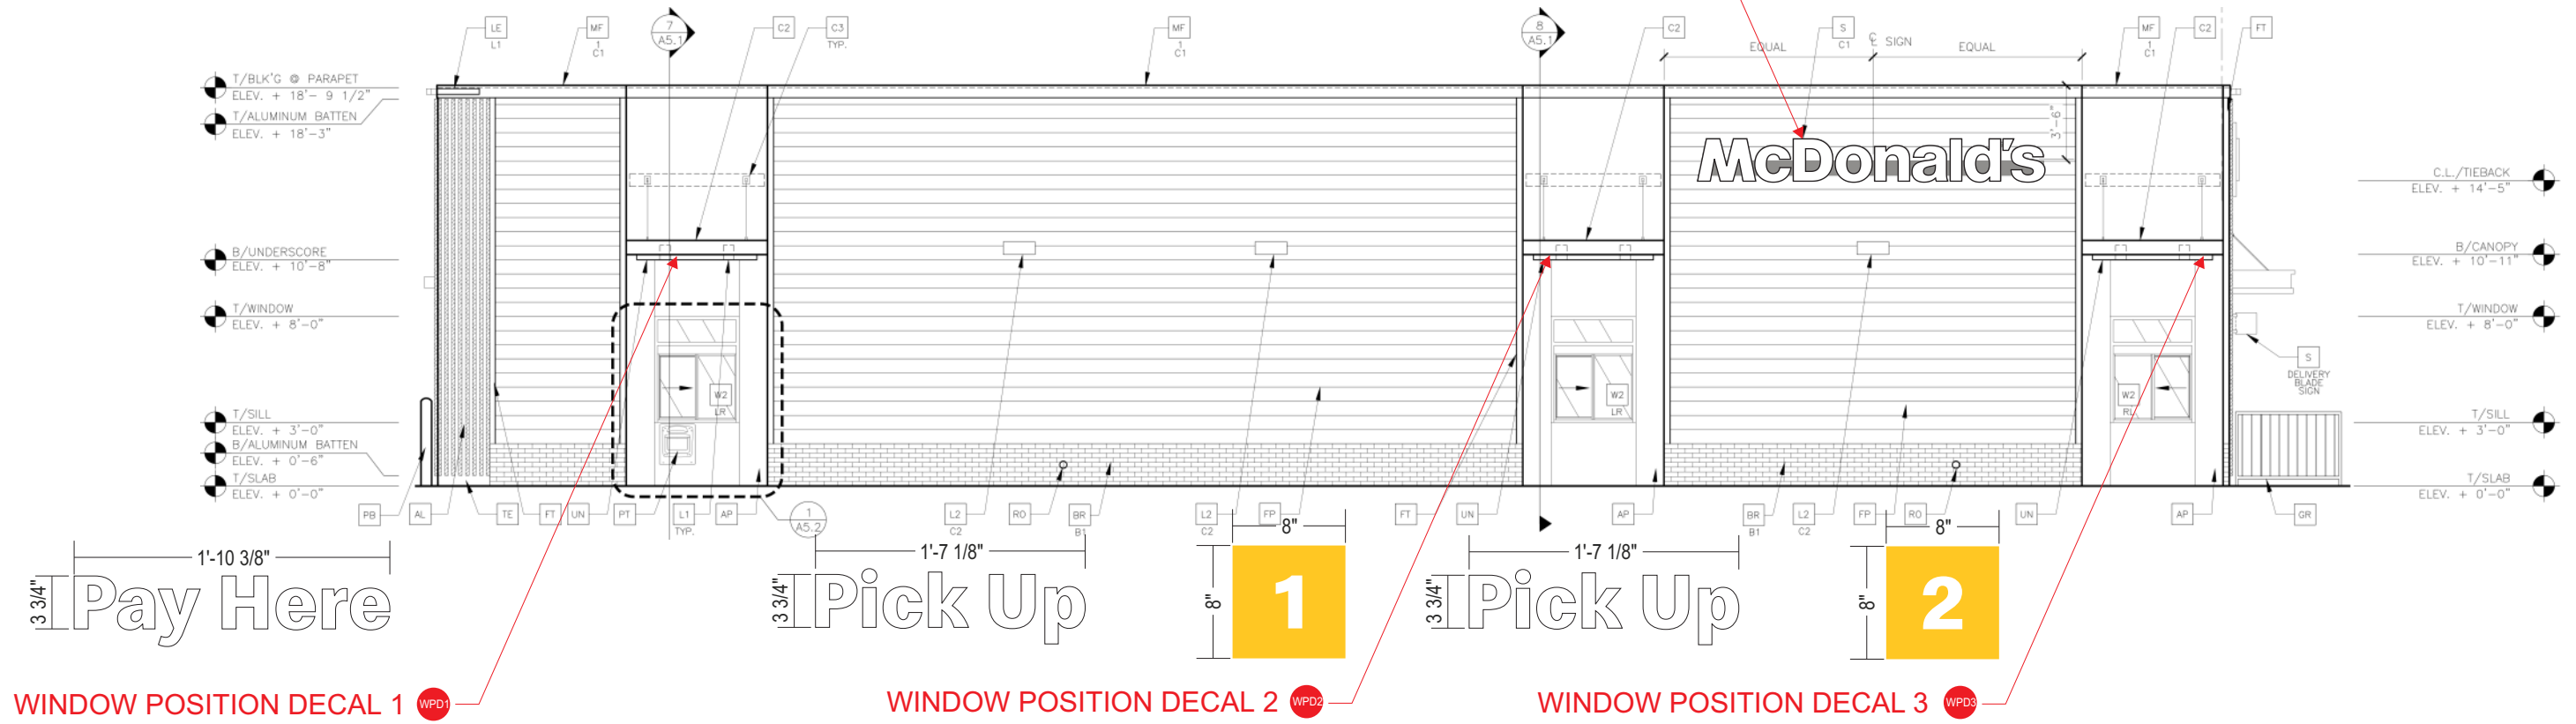 LE
L1
MF
1
C1
7
A5.1
C2
C3
TYP.
MF
1
C1
8
A5.1
C2
EQUAL
S
C1
℄ SIGN
EQUAL
MF
1
C1
C2
FT
T/BLK'G @ PARAPET
ELEV. + 18'- 9 1/2"
T/ALUMINUM BATTEN
ELEV. + 18'-3"
B/UNDERSCORE
ELEV. + 10'-8"
T/WINDOW
ELEV. + 8'-0"
T/SILL
ELEV. + 3'-0"
B/ALUMINUM BATTEN
ELEV. + 0'-6"
T/SLAB
ELEV. + 0'-0"
3'-6"
McDonald's
W2
LR
W2
LR
W2
RL
C.L./TIEBACK
ELEV. + 14'-5"
B/CANOPY
ELEV. + 10'-11"
T/WINDOW
ELEV. + 8'-0"
S
DELIVERY
BLADE
SIGN
T/SILL
ELEV. + 3'-0"
T/SLAB
ELEV. + 0'-0"
PB
AL
TE
FT
UN
PT
L1
TYP.
AP
1
A5.2
L2
C2
RO
BR
B1
L2
C2
FP
FT
UN
AP
BR
B1
L2
C2
FP
RO
UN
AP
GR
1'-10 3/8"
3 3/4"
Pay Here
1'-7 1/8"
3 3/4"
Pick Up
8"
8"
1
1'-7 1/8"
3 3/4"
Pick Up
8"
8"
2
WINDOW POSITION DECAL 1 WPD1
WINDOW POSITION DECAL 2 WPD2
WINDOW POSITION DECAL 3 WPD3